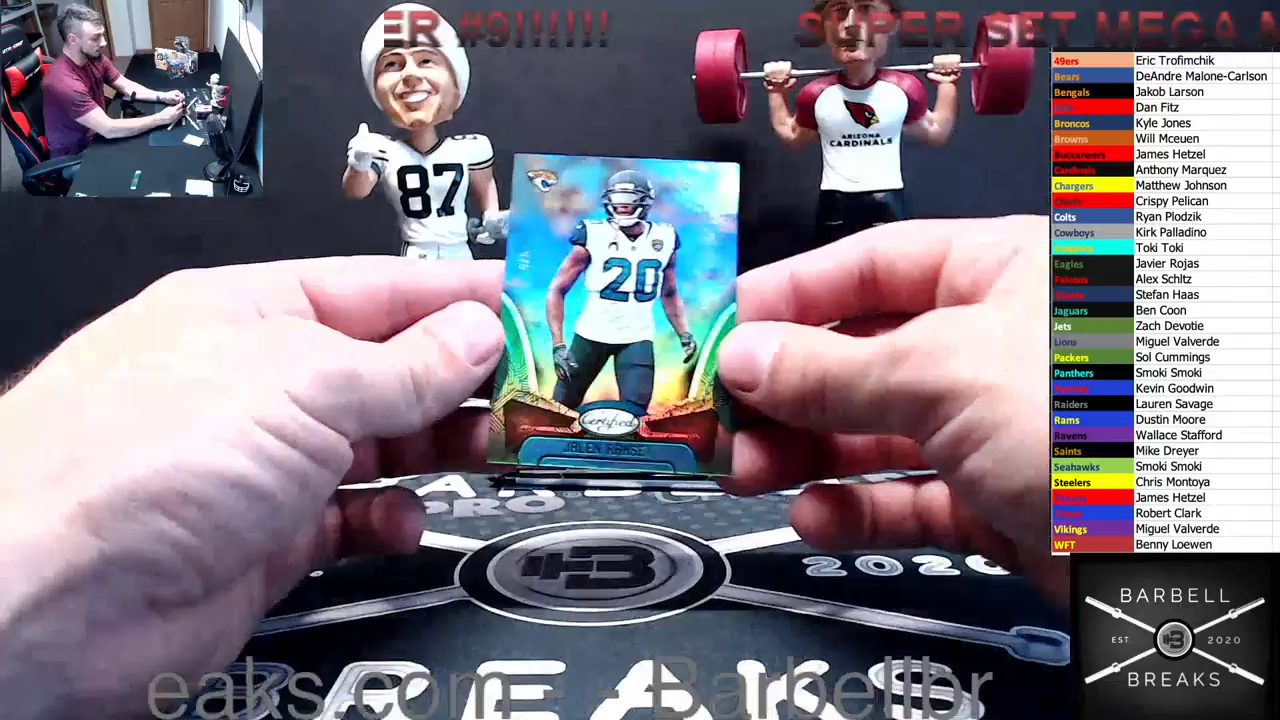 ER #9!!!!!! SUPER SET MEGA M
87
ARIZONA
CARDINALS
20
Certified
JALEN RAMSEY
PRO
2020
B
BREAKS
eaks.com - - Barbellbr
49ers Eric Trofimchik
Bears DeAndre Malone-Carlson
Bengals Jakob Larson
Dan Fitz
Broncos Kyle Jones
Browns Will Mceuen
Buccaneers James Hetzel
Cardinals Anthony Marquez
Chargers Matthew Johnson
Chiefs Crispy Pelican
Colts Ryan Plodzik
Cowboys Kirk Palladino
Dolphins Toki Toki
Eagles Javier Rojas
Falcons Alex Schltz
Giants Stefan Haas
Jaguars Ben Coon
Jets Zach Devotie
Lions Miguel Valverde
Packers Sol Cummings
Panthers Smoki Smoki
Patriots Kevin Goodwin
Raiders Lauren Savage
Rams Dustin Moore
Ravens Wallace Stafford
Saints Mike Dreyer
Seahawks Smoki Smoki
Steelers Chris Montoya
Texans James Hetzel
Titans Robert Clark
Vikings Miguel Valverde
WFT Benny Loewen
BARBELL
EST. B 2020
BREAKS